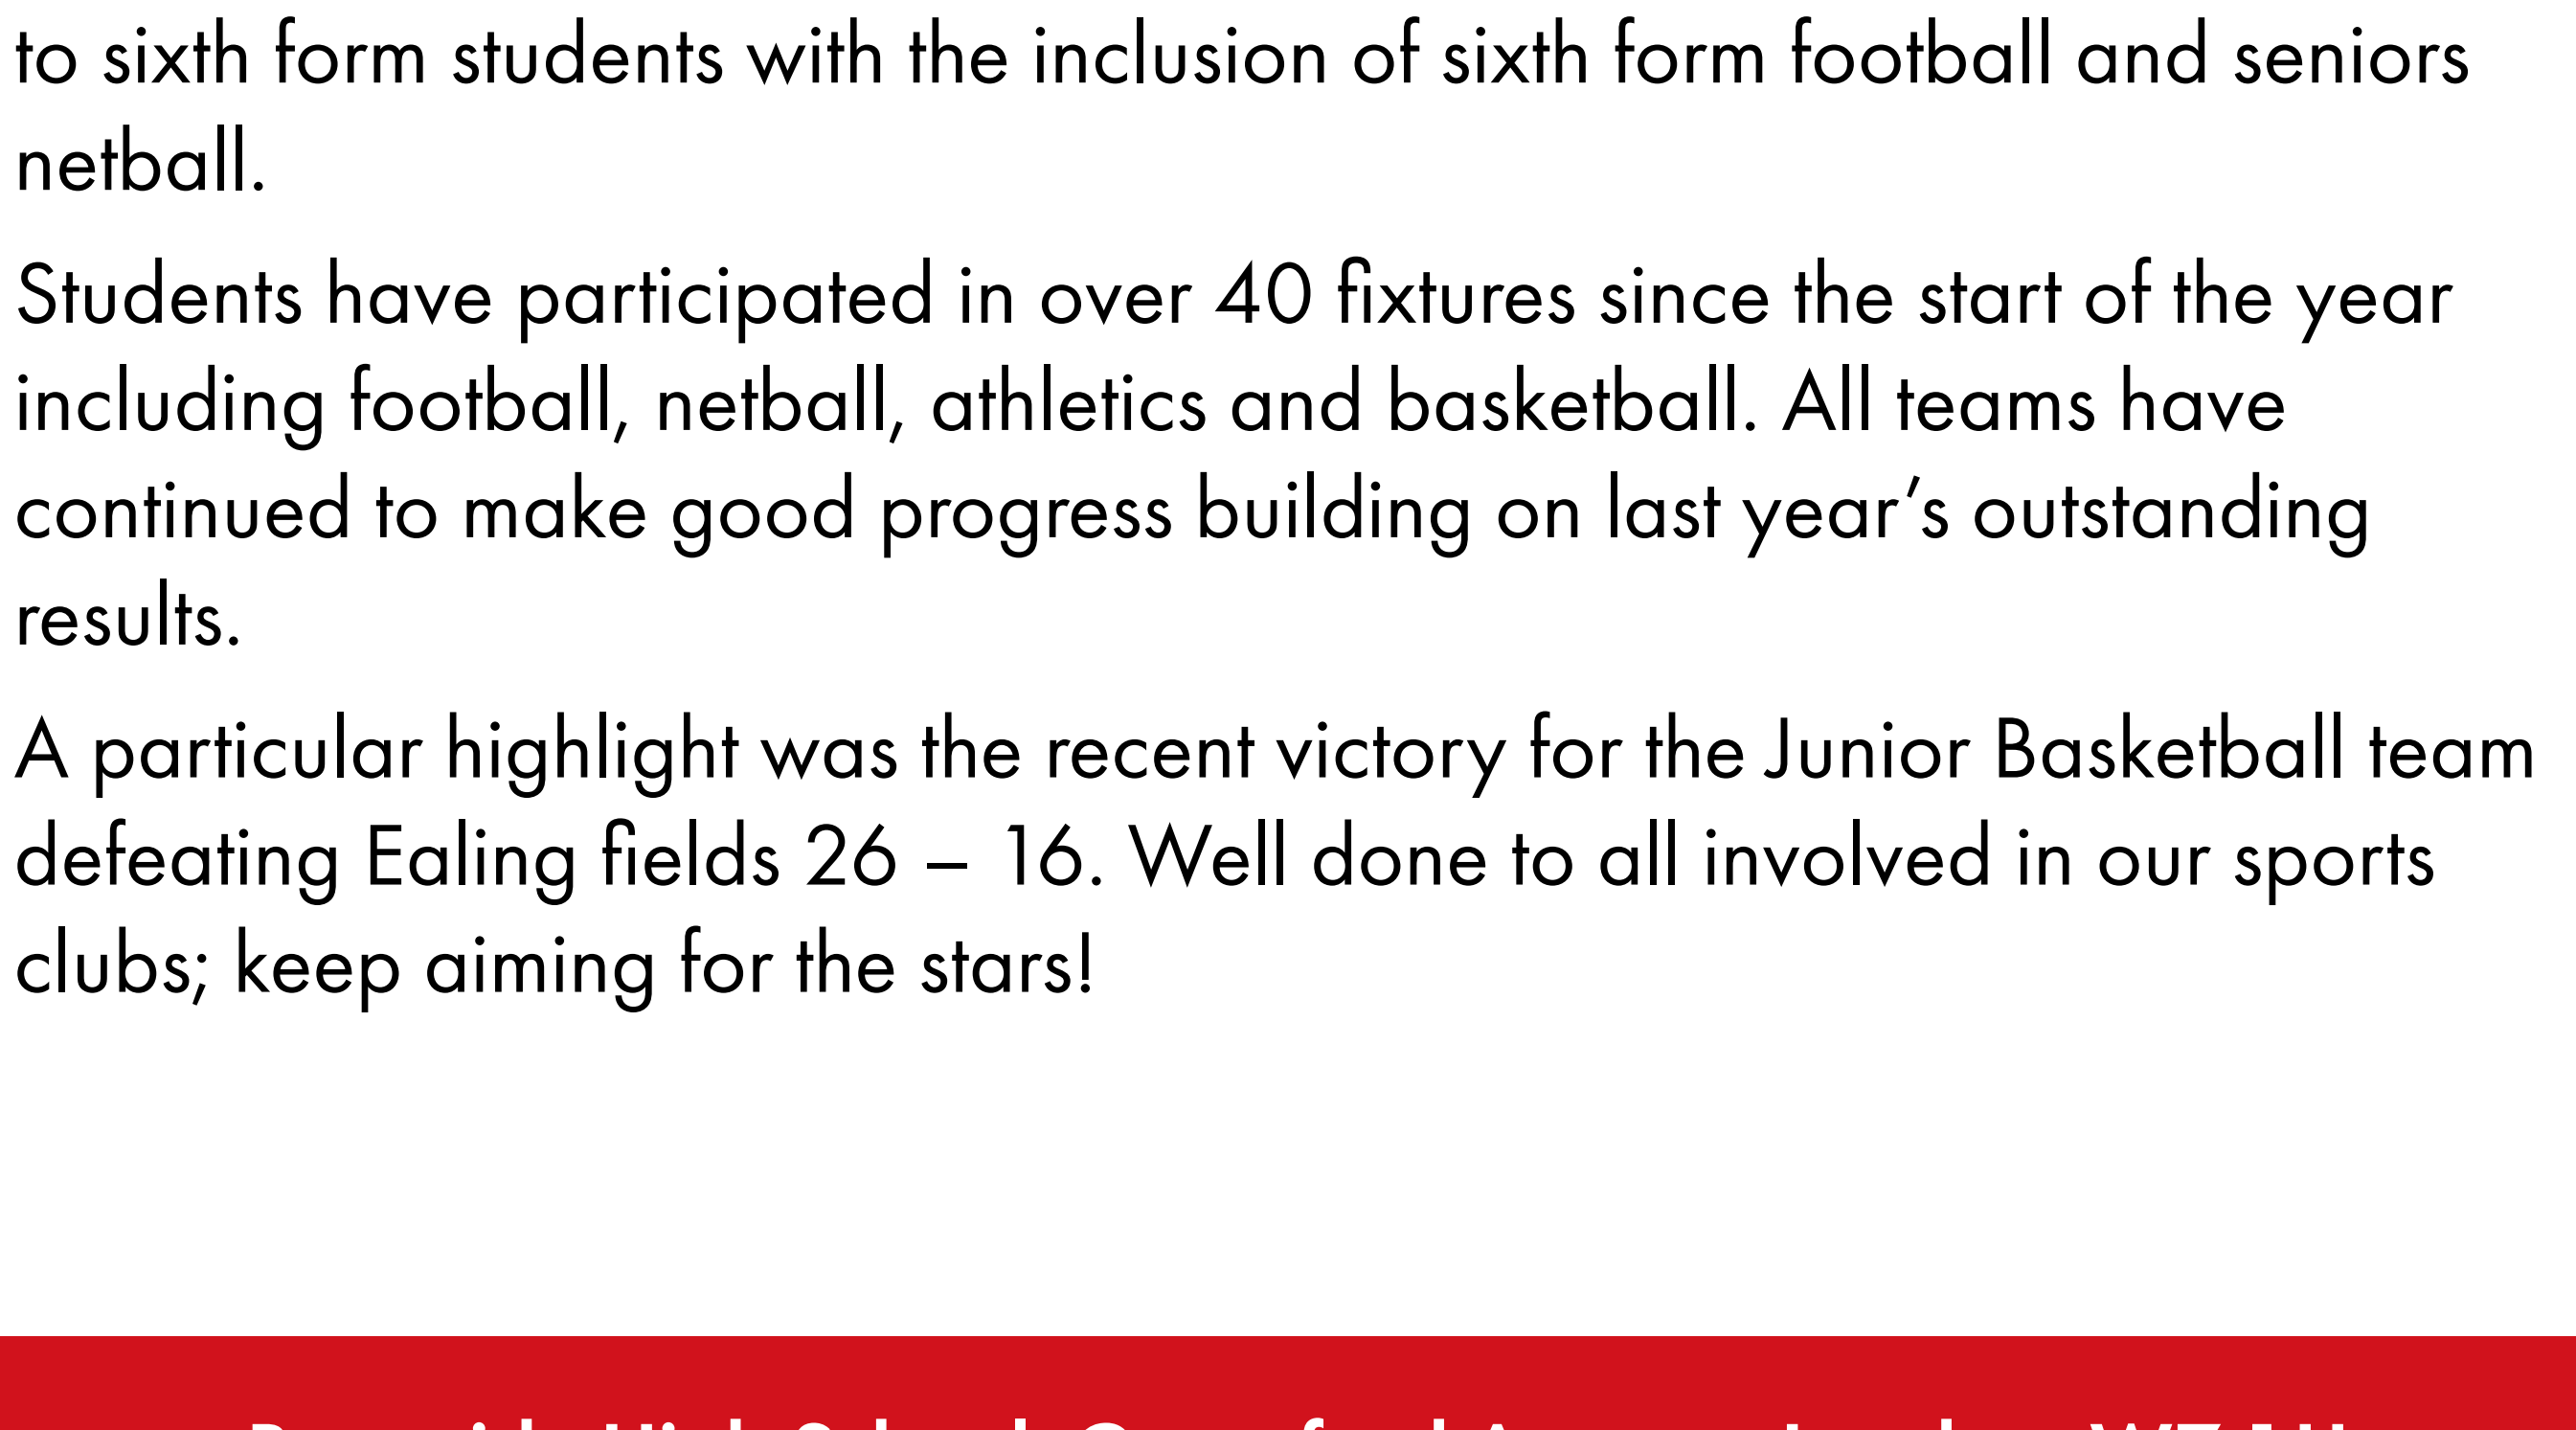 to sixth form students with the inclusion of sixth form football and seniors
netball.
Students have participated in over 40 fixtures since the start of the year
including football, netball, athletics and basketball. All teams have
continued to make good progress building on last year’s outstanding
results.
A particular highlight was the recent victory for the Junior Basketball team
defeating Ealing fields 26 – 16. Well done to all involved in our sports
clubs; keep aiming for the stars!